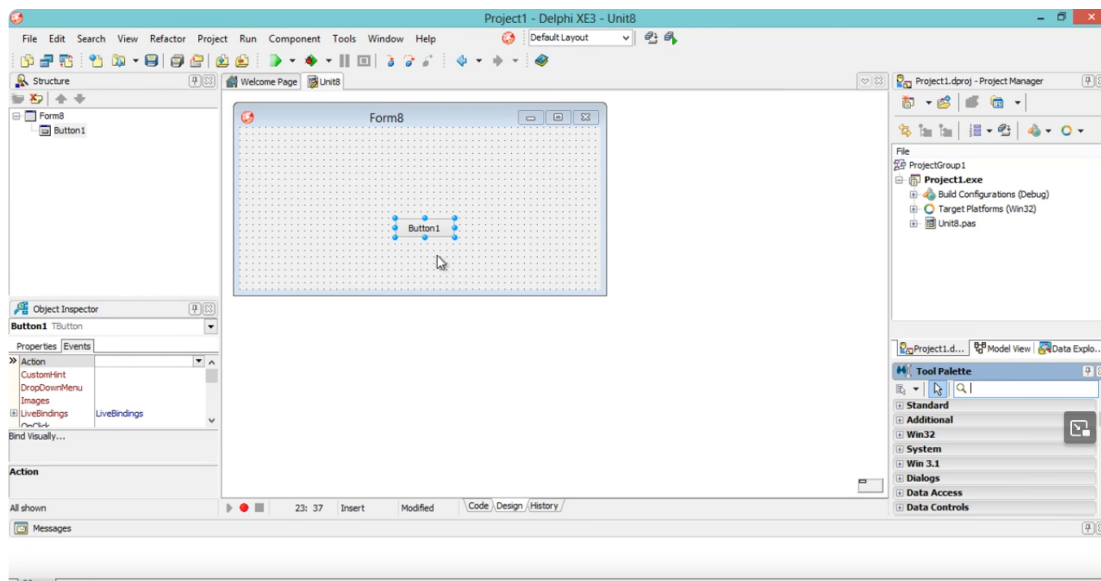 Project1 - Delphi XE3 - Unit8
File Edit Search View Refactor Project Run Component Tools Window Help
Default Layout
Structure
Welcome Page
Unit8
Project1.dproj - Project Manager
Form8
Button1
Form8
Button1
File
ProjectGroup1
Project1.exe
Build Configurations (Debug)
Target Platforms (Win32)
Unit8.pas
Object Inspector
Button1 TButton
Properties Events
Action
CustomHint
DropDownMenu
Images
LiveBindings LiveBindings
OnClick
Bind Visually...
Action
All shown
23: 37 Insert Modified
Code Design History
Project1.d... Model View Data Explo...
Tool Palette
Standard
Additional
Win32
System
Win 3.1
Dialogs
Data Access
Data Controls
Messages